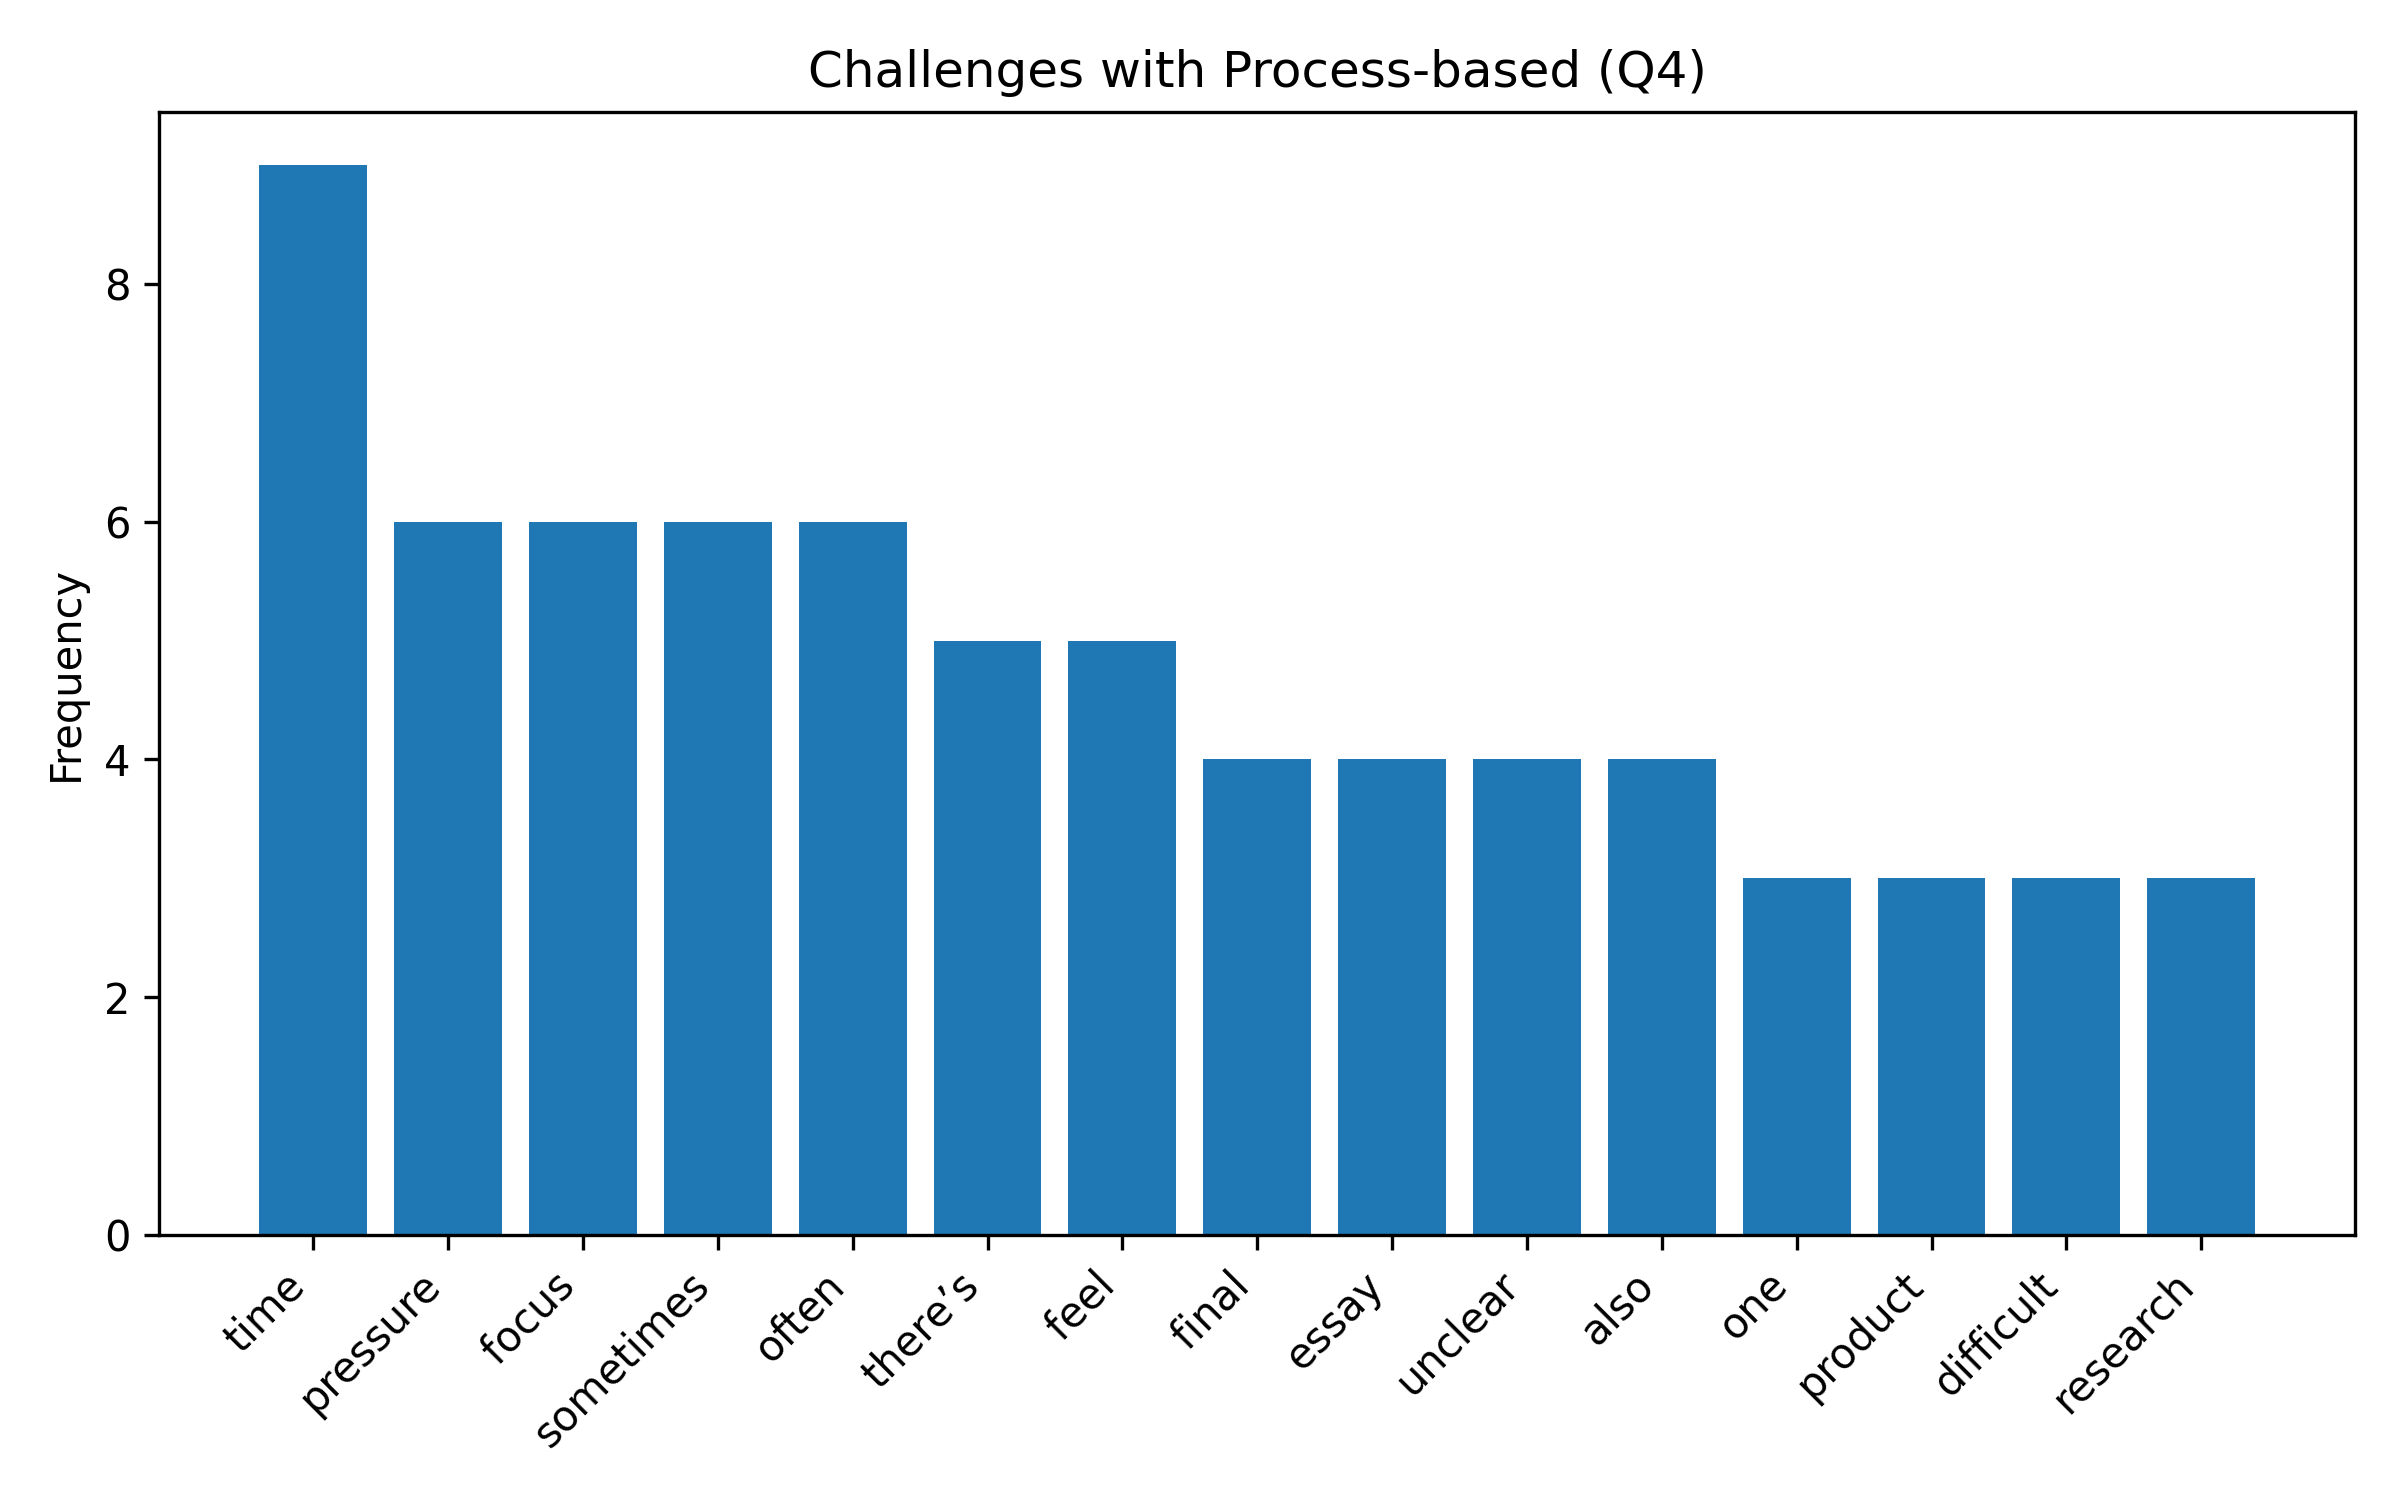 Challenges with Process-based (Q4)
Frequency
8
6
4
2
0
time
pressure
focus
sometimes
often
there’s
feel
final
essay
unclear
also
one
product
difficult
research